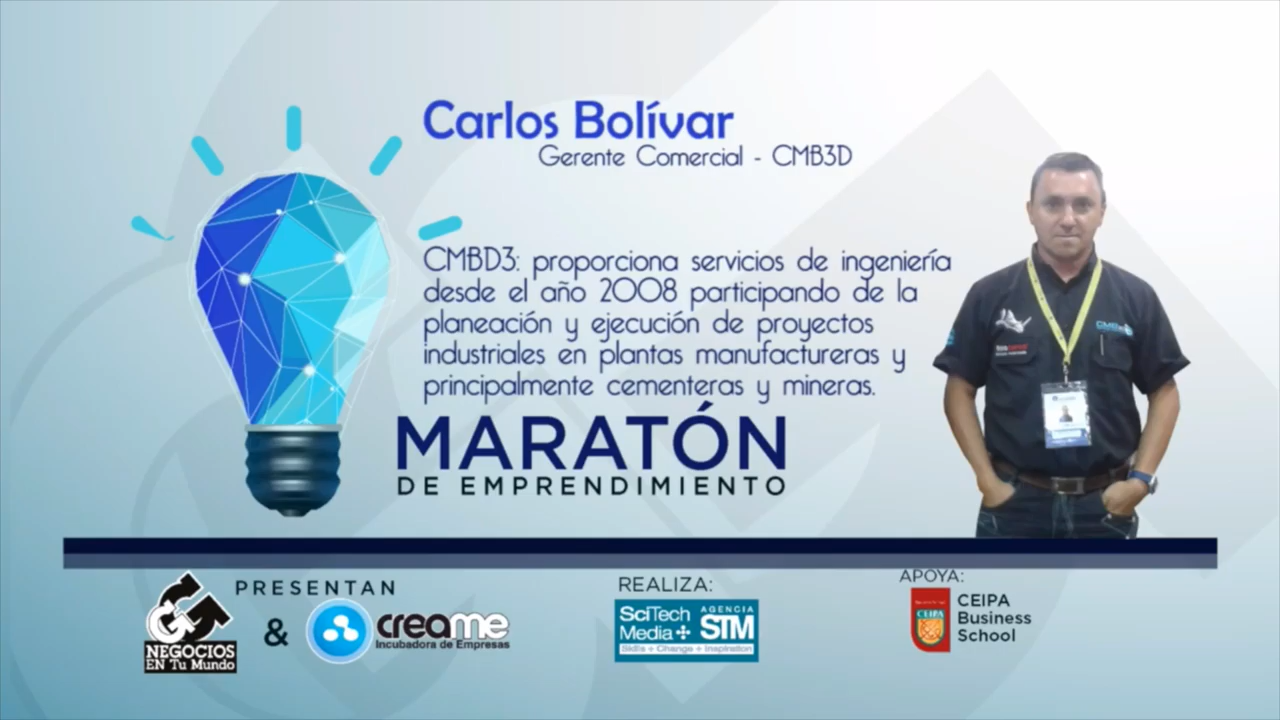 Carlos Bolívar
Gerente Comercial - CMB3D
CMBD3: proporciona servicios de ingeniería
desde el año 2008 participando de la
planeación y ejecución de proyectos
industriales en plantas manufactureras y
principalmente cementeras y mineras.
MARATÓN
DE EMPRENDIMIENTO
PRESENTAN
NEGOCIOS
EN Tu Mundo
&
creame
Incubadora de Empresas
REALIZA:
SciTech
Media
AGENCIA
STM
Skills + Change + Inspiration
APOYA:
CEIPA
CEIPA
Business
School